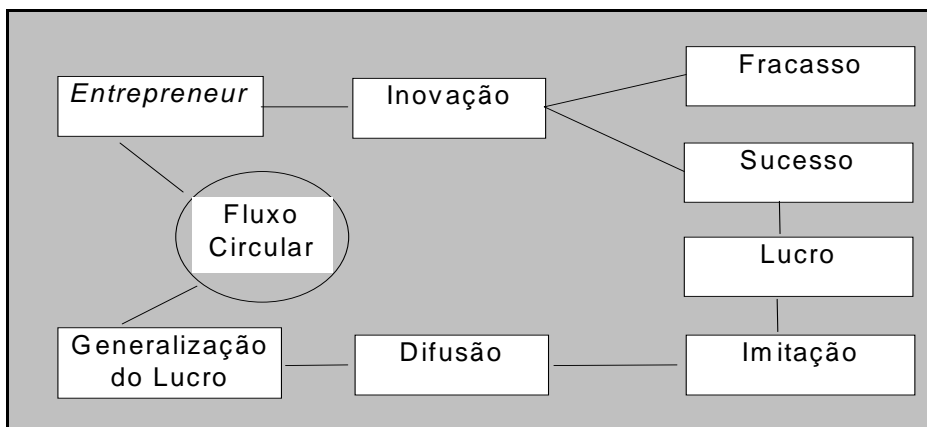 Entrepreneur
Inovação
Fracasso
Sucesso
Fluxo
Circular
Lucro
Generalização
do Lucro
Difusão
Imitação